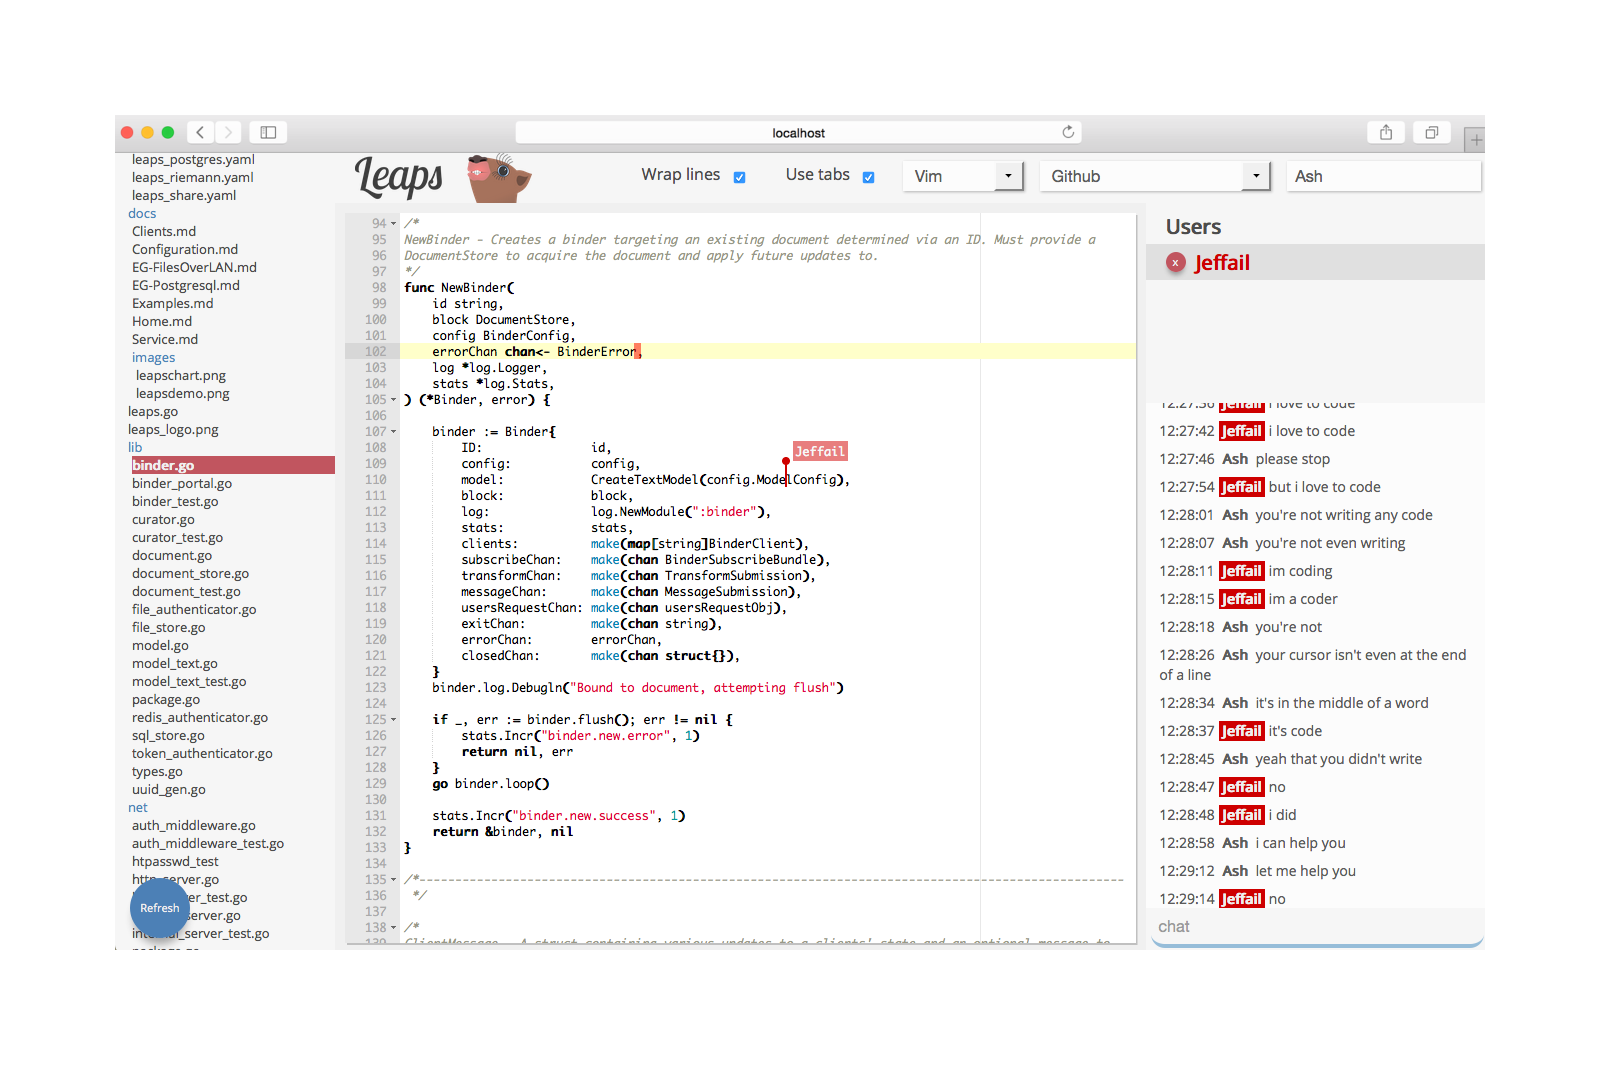 localhost
leaps_postgres.yaml
leaps_riemann.yaml
leaps_share.yaml
docs
Clients.md
Configuration.md
EG-FilesOverLAN.md
EG-Postgresql.md
Examples.md
Home.md
Service.md
images
leapschart.png
leapsdemo.png
leaps.go
leaps_logo.png
lib
binder.go
binder_portal.go
binder_test.go
curator.go
curator_test.go
document.go
document_store.go
document_test.go
file_authenticator.go
file_store.go
model.go
model_text.go
model_text_test.go
package.go
redis_authenticator.go
sql_store.go
token_authenticator.go
types.go
uuid_gen.go
net
auth_middleware.go
auth_middleware_test.go
htpasswd_test
Refresh
Leaps
Wrap lines
Use tabs
Vim
Github
Ash
94 /*
95 NewBinder - Creates a binder targeting an existing document determined via an ID. Must provide a
96 DocumentStore to acquire the document and apply future updates to.
97 */
98 func NewBinder(
99 id string,
100 block DocumentStore,
101 config BinderConfig,
102 errorChan chan<- BinderError,
103 log *log.Logger,
104 stats *log.Stats,
105 ) (*Binder, error) {
106
107 binder := Binder{
108 ID: id,
Jeffail
109 config: config,
110 model: CreateTextModel(config.ModelConfig),
111 block: block,
112 log: log.NewModule(":binder"),
113 stats: stats,
114 clients: make(map[string]BinderClient),
115 subscribeChan: make(chan BinderSubscribeBundle),
116 transformChan: make(chan TransformSubmission),
117 messageChan: make(chan MessageSubmission),
118 usersRequestChan: make(chan usersRequestObj),
119 exitChan: make(chan string),
120 errorChan: errorChan,
121 closedChan: make(chan struct{}),
122 }
123 binder.log.Debugln("Bound to document, attempting flush")
124
125 if _, err := binder.flush(); err != nil {
126 stats.Incr("binder.new.error", 1)
127 return nil, err
128 }
129 go binder.loop()
130
131 stats.Incr("binder.new.success", 1)
132 return &binder, nil
133 }
134
135 /*--------------------------------------------------------------------------------------------------
136 */
137
138 /*
139 ClientMessage - A struct containing various updates to a clients' state and an optional message to
Users
x Jeffail
12:27:36 Jeffail i love to code
12:27:42 Jeffail i love to code
12:27:46 Ash please stop
12:27:54 Jeffail but i love to code
12:28:01 Ash you're not writing any code
12:28:07 Ash you're not even writing
12:28:11 Jeffail im coding
12:28:15 Jeffail im a coder
12:28:18 Ash you're not
12:28:26 Ash your cursor isn't even at the end
of a line
12:28:34 Ash it's in the middle of a word
12:28:37 Jeffail it's code
12:28:45 Ash yeah that you didn't write
12:28:47 Jeffail no
12:28:48 Jeffail i did
12:28:58 Ash i can help you
12:29:12 Ash let me help you
12:29:14 Jeffail no
chat